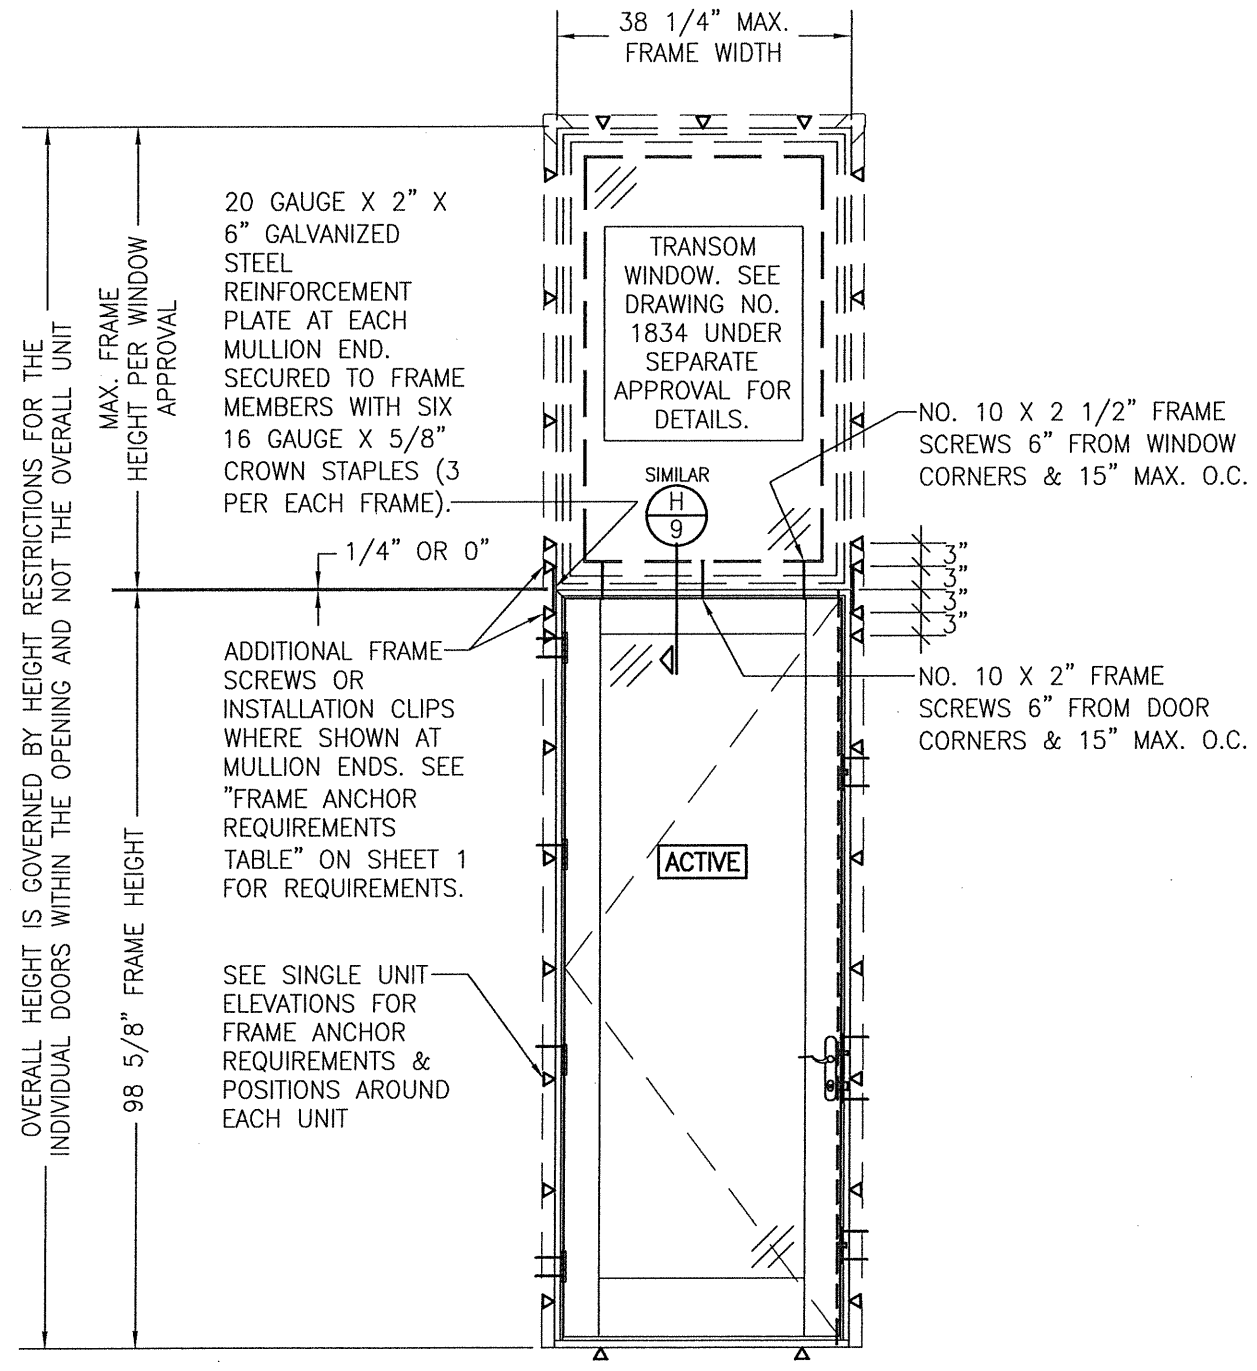 38 1/4" MAX.
FRAME WIDTH
OVERALL HEIGHT IS GOVERNED BY HEIGHT RESTRICTIONS FOR THE
INDIVIDUAL DOORS WITHIN THE OPENING AND NOT THE OVERALL UNIT
MAX. FRAME
HEIGHT PER WINDOW
APPROVAL
98 5/8" FRAME HEIGHT
20 GAUGE X 2" X
6" GALVANIZED
STEEL
REINFORCEMENT
PLATE AT EACH
MULLION END.
SECURED TO FRAME
MEMBERS WITH SIX
16 GAUGE X 5/8"
CROWN STAPLES (3
PER EACH FRAME).
1/4" OR 0"
ADDITIONAL FRAME
SCREWS OR
INSTALLATION CLIPS
WHERE SHOWN AT
MULLION ENDS. SEE
"FRAME ANCHOR
REQUIREMENTS
TABLE" ON SHEET 1
FOR REQUIREMENTS.
SEE SINGLE UNIT
ELEVATIONS FOR
FRAME ANCHOR
REQUIREMENTS &
POSITIONS AROUND
EACH UNIT
TRANSOM
WINDOW. SEE
DRAWING NO.
1834 UNDER
SEPARATE
APPROVAL FOR
DETAILS.
SIMILAR
H
9
ACTIVE
NO. 10 X 2 1/2" FRAME
SCREWS 6" FROM WINDOW
CORNERS & 15" MAX. O.C.
3"
3"
3"
3"
NO. 10 X 2" FRAME
SCREWS 6" FROM DOOR
CORNERS & 15" MAX. O.C.